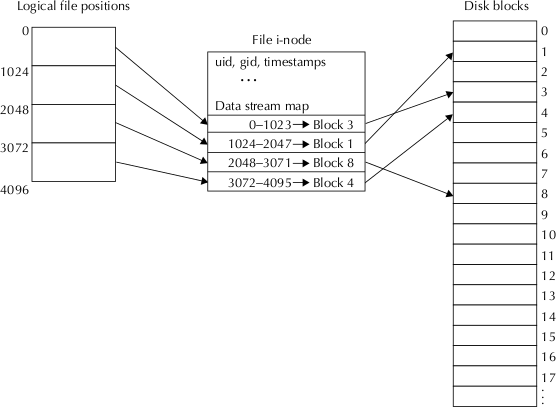 Logical file positions
0
1024
2048
3072
4096
File i-node
uid, gid, timestamps
...
Data stream map
0–1023→Block 3
1024–2047→Block 1
2048–3071→Block 8
3072–4095→Block 4
Disk blocks
0
1
2
3
4
5
6
7
8
9
10
11
12
13
14
15
16
17
⋮